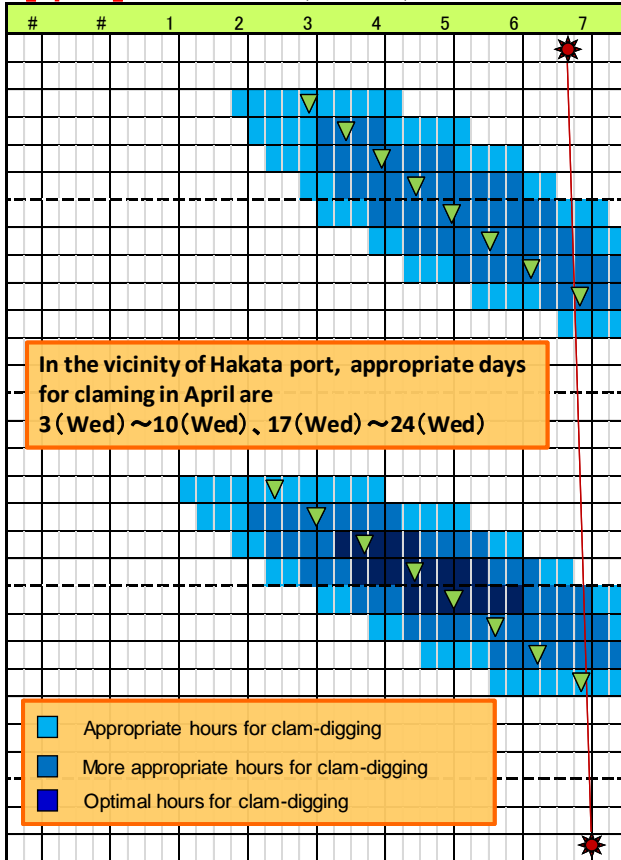 # # 1 2 3 4 5 6 7
In the vicinity of Hakata port, appropriate days
for claming in April are
3(Wed)～10(Wed)、17(Wed)～24(Wed)
Appropriate hours for clam-digging
More appropriate hours for clam-digging
Optimal hours for clam-digging